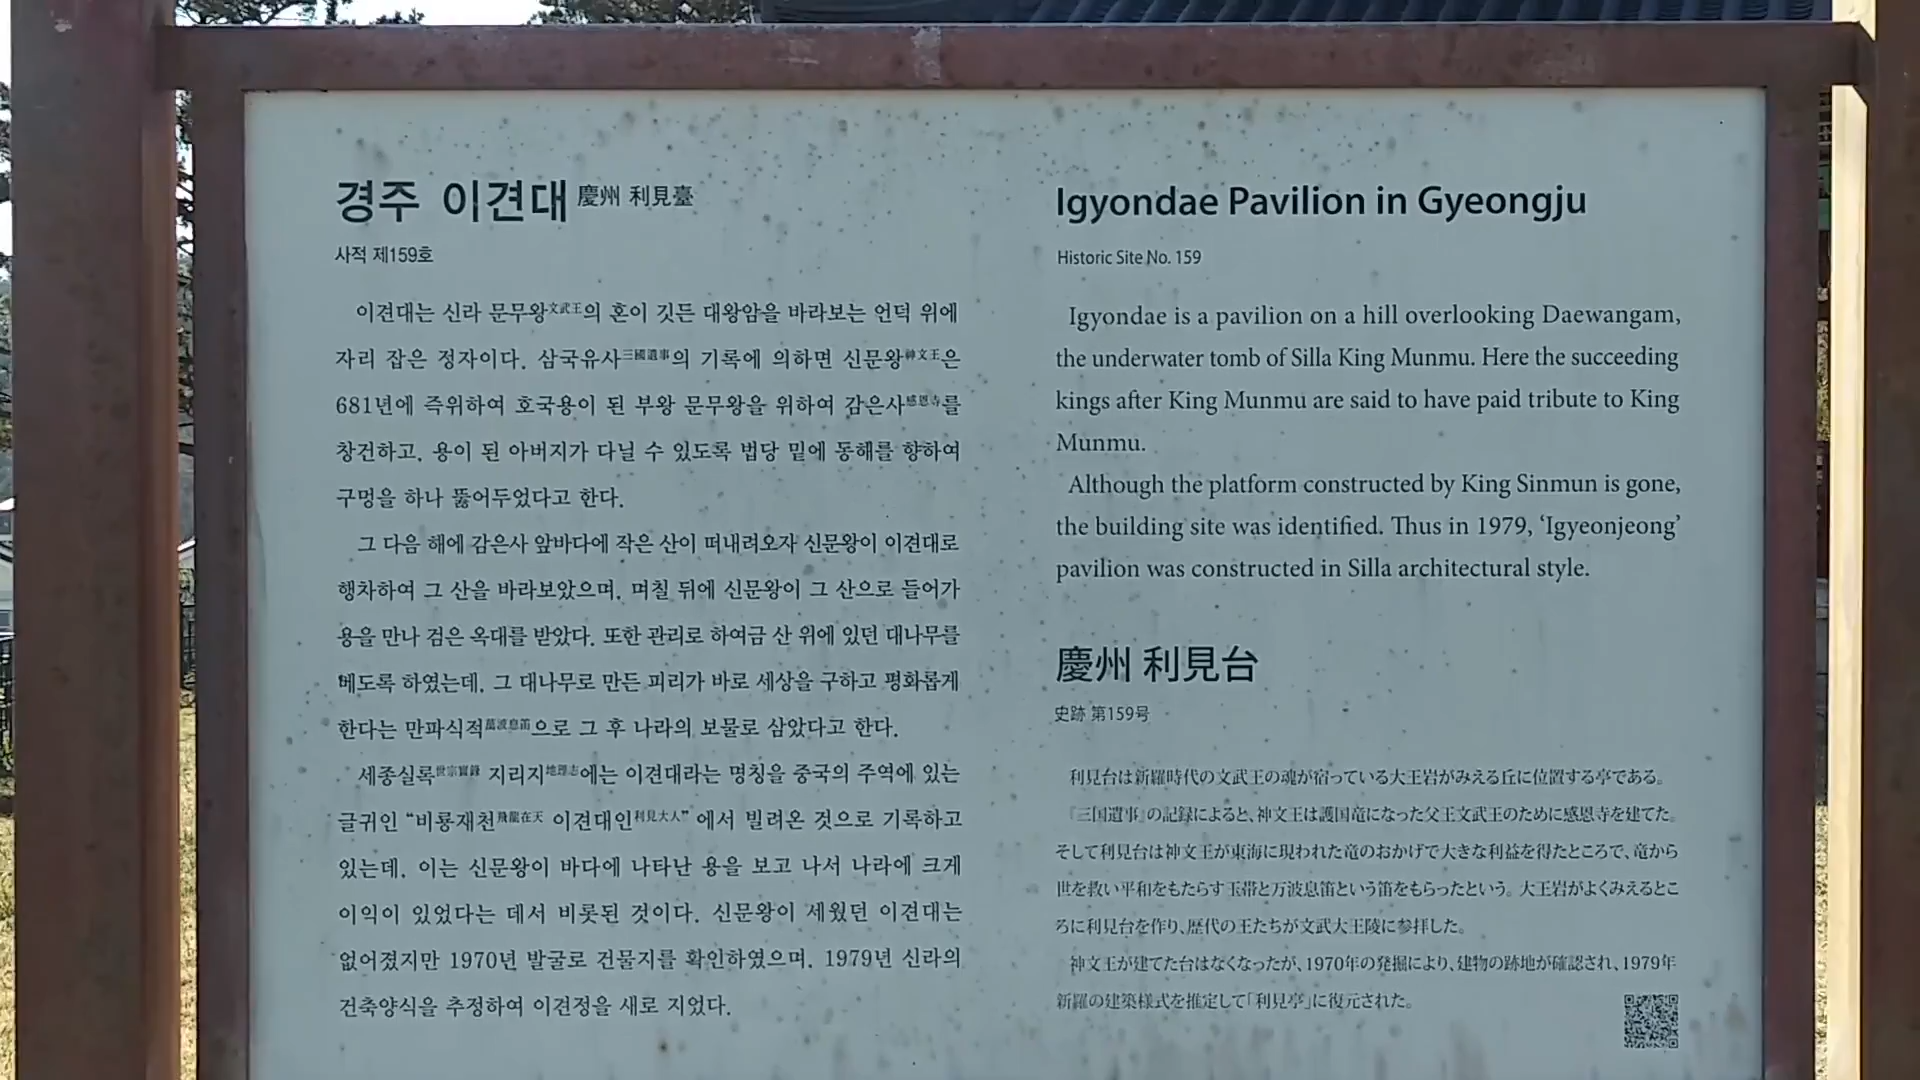 경주 이견대 慶州 利見臺
사적 제159호
이견대는 신라 문무왕文武王의 혼이 깃든 대왕암을 바라보는 언덕 위에
자리 잡은 정자이다. 삼국유사三國遺事의 기록에 의하면 신문왕神文王은
681년에 즉위하여 호국용이 된 부왕 문무왕을 위하여 감은사感恩寺를
창건하고, 용이 된 아버지가 다닐 수 있도록 법당 밑에 동해를 향하여
구멍을 하나 뚫어두었다고 한다.
그 다음 해에 감은사 앞바다에 작은 산이 떠내려오자 신문왕이 이견대로
행차하여 그 산을 바라보았으며, 며칠 뒤에 신문왕이 그 산으로 들어가
용을 만나 검은 옥대를 받았다. 또한 관리로 하여금 산 위에 있던 대나무를
베도록 하였는데, 그 대나무로 만든 피리가 바로 세상을 구하고 평화롭게
한다는 만파식적萬波息笛으로 그 후 나라의 보물로 삼았다고 한다.
세종실록世宗實錄 지리지地理志에는 이견대라는 명칭을 중국의 주역에 있는
글귀인 “비룡재천飛龍在天 이견대인利見大人” 에서 빌려온 것으로 기록하고
있는데, 이는 신문왕이 바다에 나타난 용을 보고 나서 나라에 크게
이익이 있었다는 데서 비롯된 것이다. 신문왕이 세웠던 이견대는
없어졌지만 1970년 발굴로 건물지를 확인하였으며, 1979년 신라의
건축양식을 추정하여 이견정을 새로 지었다.
Igyondae Pavilion in Gyeongju
Historic Site No. 159
Igyondae is a pavilion on a hill overlooking Daewangam,
the underwater tomb of Silla King Munmu. Here the succeeding
kings after King Munmu are said to have paid tribute to King
Munmu.
Although the platform constructed by King Sinmun is gone,
the building site was identified. Thus in 1979, ‘Igyeonjeong’
pavilion was constructed in Silla architectural style.
慶州 利見台
史跡 第159号
利見台は新羅時代の文武王の魂が宿っている大王岩がみえる丘に位置する亭である。
『三国遺事』の記録によると、神文王は護国竜になった父王文武王のために感恩寺を建てた。
そして利見台は神文王が東海に現われた竜のおかげで大きな利益を得たところで、竜から
世を救い平和をもたらす玉帯と万波息笛という笛をもらったという。大王岩がよくみえるとこ
ろに利見台を作り、歴代の王たちが文武大王陵に参拝した。
神文王が建てた台はなくなったが、1970年の発掘により、建物の跡地が確認され、1979年
新羅の建築様式を推定して「利見亭」に復元された。